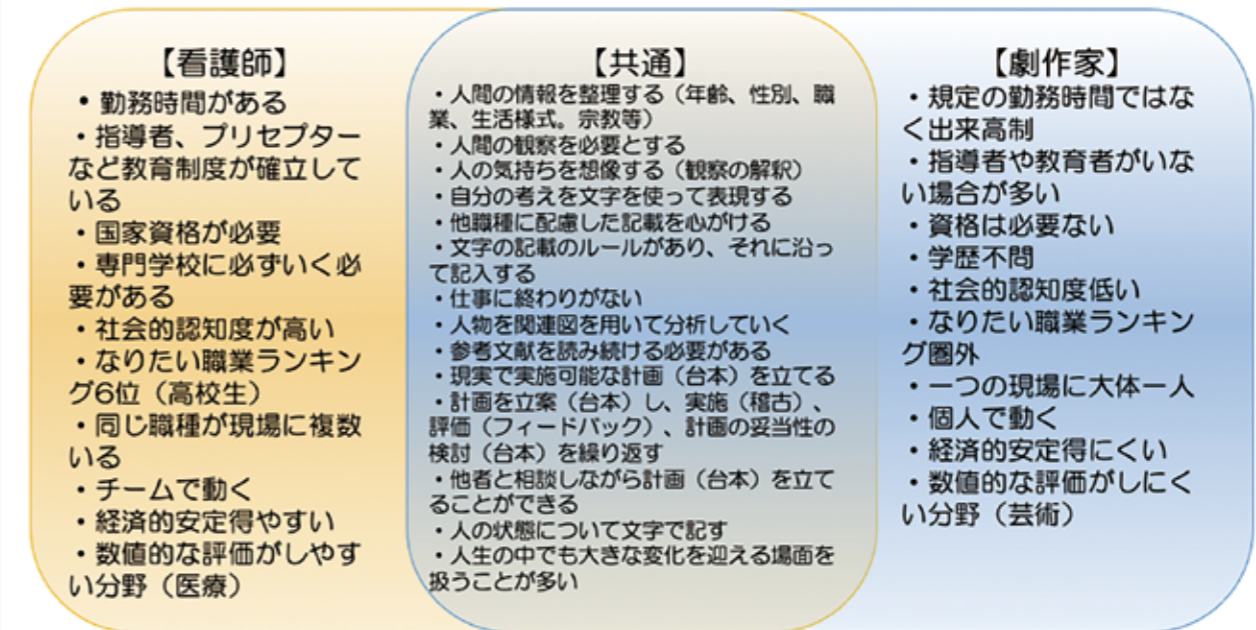 【看護師】
・勤務時間がある
・指導者、プリセプター
など教育制度が確立して
いる
・国家資格が必要
・専門学校に必ずいく必
要がある
・社会的認知度が高い
・なりたい職業ランキン
グ6位（高校生）
・同じ職種が現場に複数
いる
・チームで動く
・経済的安定得やすい
・数値的な評価がしやす
い分野（医療）
【共通】
・人間の情報を整理する（年齢、性別、職
業、生活様式。宗教等）
・人間の観察を必要とする
・人の気持ちを想像する（観察の解釈）
・自分の考えを文字を使って表現する
・他職種に配慮した記載を心がける
・文字の記載のルールがあり、それに沿っ
て記入する
・仕事に終わりがない
・人物を関連図を用いて分析していく
・参考文献を読み続ける必要がある
・現実で実施可能な計画（台本）を立てる
・計画を立案（台本）し、実施（稽古）、
評価（フィードバック）、計画の妥当性の
検討（台本）を繰り返す
・他者と相談しながら計画（台本）を立て
ることができる
・人の状態について文字で記す
・人生の中でも大きな変化を迎える場面を
扱うことが多い
【劇作家】
・規定の勤務時間ではな
く出来高制
・指導者や教育者がいな
い場合が多い
・資格は必要ない
・学歴不問
・社会的認知度低い
・なりたい職業ランキン
グ圏外
・一つの現場に大体一人
・個人で動く
・経済的安定得にくい
・数値的な評価がしにく
い分野（芸術）